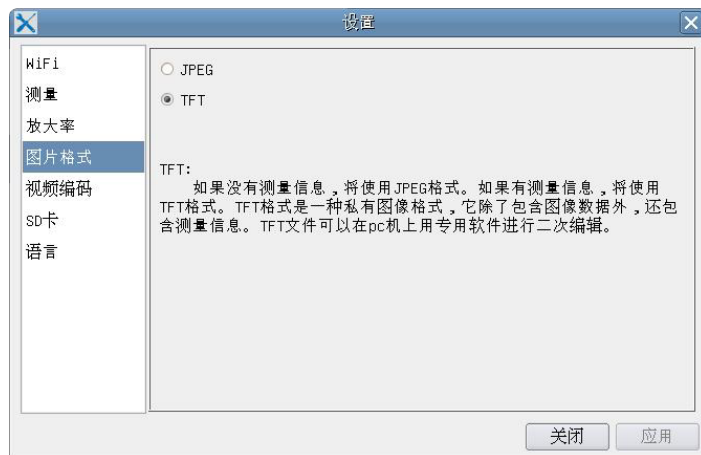 设置
WiFi
测量
放大率
图片格式
视频编码
SD卡
语言
JPEG
TFT
TFT:
如果没有测量信息,将使用JPEG格式。如果有测量信息,将使用
TFT格式。TFT格式是一种私有图像格式,它除了包含图像数据外,还包
含测量信息。TFT文件可以在pc机上用专用软件进行二次编辑。
关闭
应用